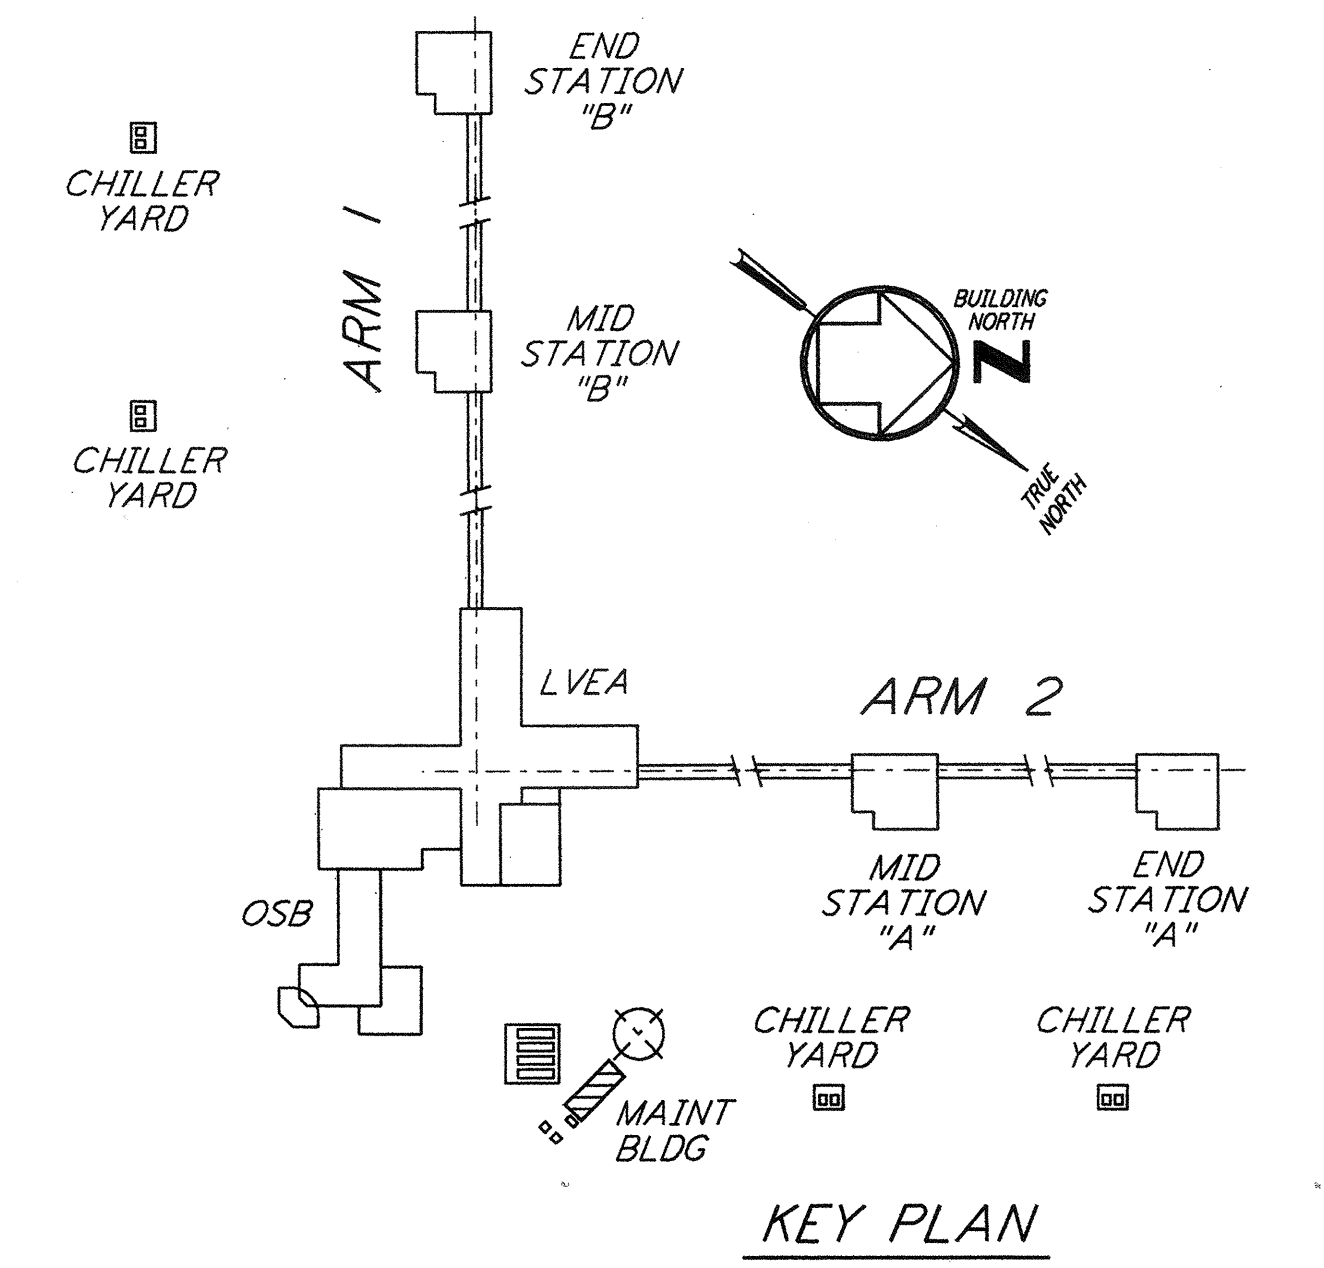 END
STATION
"B"
CHILLER
YARD
ARM 1
BUILDING
NORTH
N
MID
STATION
"B"
CHILLER
YARD
TRUE
NORTH
LVEA
ARM 2
MID
STATION
"A"
END
STATION
"A"
OSB
CHILLER
YARD
CHILLER
YARD
MAINT
BLDG
KEY PLAN